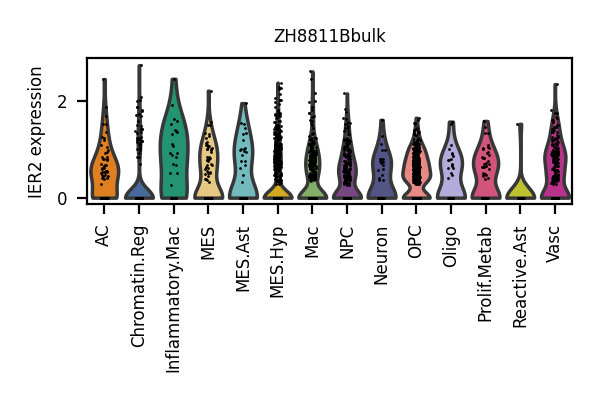 ZH8811Bbulk
IER2 expression
2
0
AC
Chromatin.Reg
Inflammatory.Mac
MES
MES.Ast
MES.Hyp
Mac
NPC
Neuron
OPC
Oligo
Prolif.Metab
Reactive.Ast
Vasc